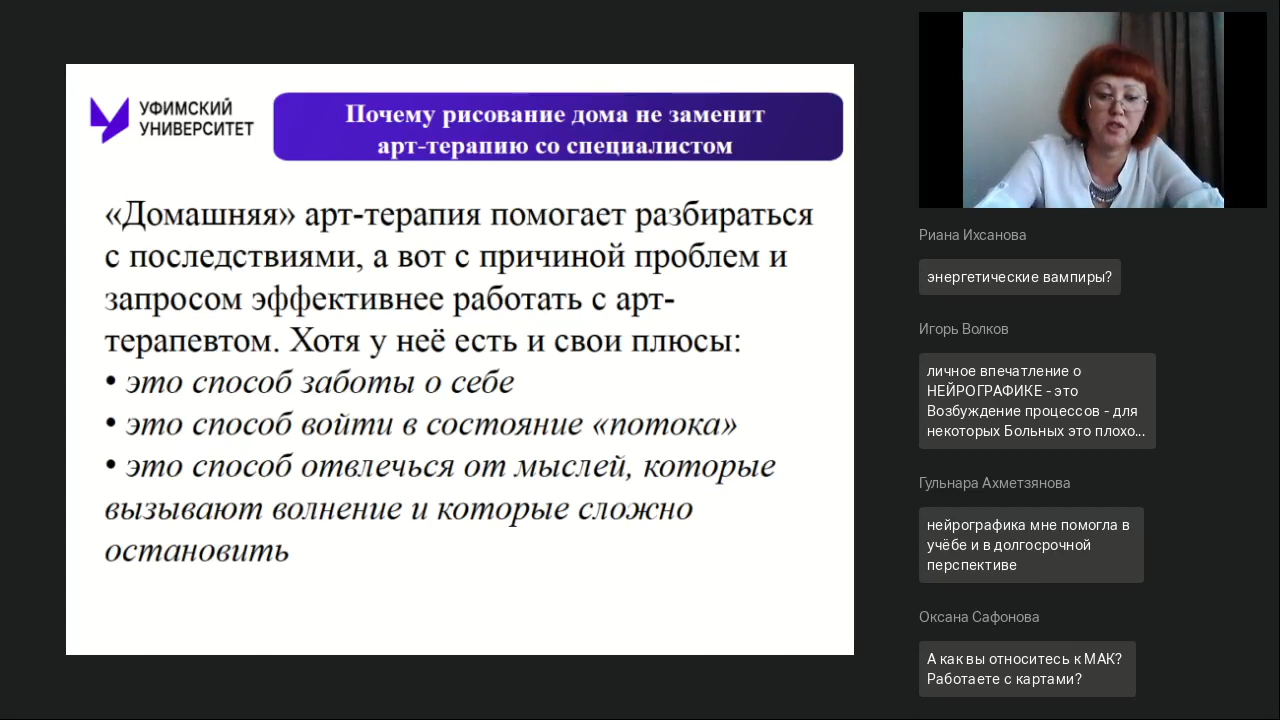 УФИМСКИЙ
УНИВЕРСИТЕТ
Почему рисование дома не заменит
арт-терапию со специалистом
«Домашняя» арт-терапия помогает разбираться
с последствиями, а вот с причиной проблем и
запросом эффективнее работать с арт-
терапевтом. Хотя у неё есть и свои плюсы:
• это способ заботы о себе
• это способ войти в состояние «потока»
• это способ отвлечься от мыслей, которые
вызывают волнение и которые сложно
остановить
Риана Ихсанова
энергетические вампиры?
Игорь Волков
личное впечатление о
НЕЙРОГРАФИКЕ - это
Возбуждение процессов - для
некоторых Больных это плохо...
Гульнара Ахметзянова
нейрографика мне помогла в
учёбе и в долгосрочной
перспективе
Оксана Сафонова
А как вы относитесь к МАК?
Работаете с картами?